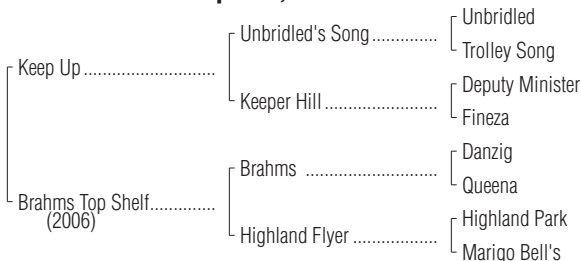 Unbridled
Unbridled's Song..............
Trolley Song
Keep Up ...........................
Deputy Minister
Keeper Hill .......................
Fineza
Danzig
Brahms ...........................
Queena
Brahms Top Shelf..............
(2006)
Highland Park
Highland Flyer .................
Marigo Bell's